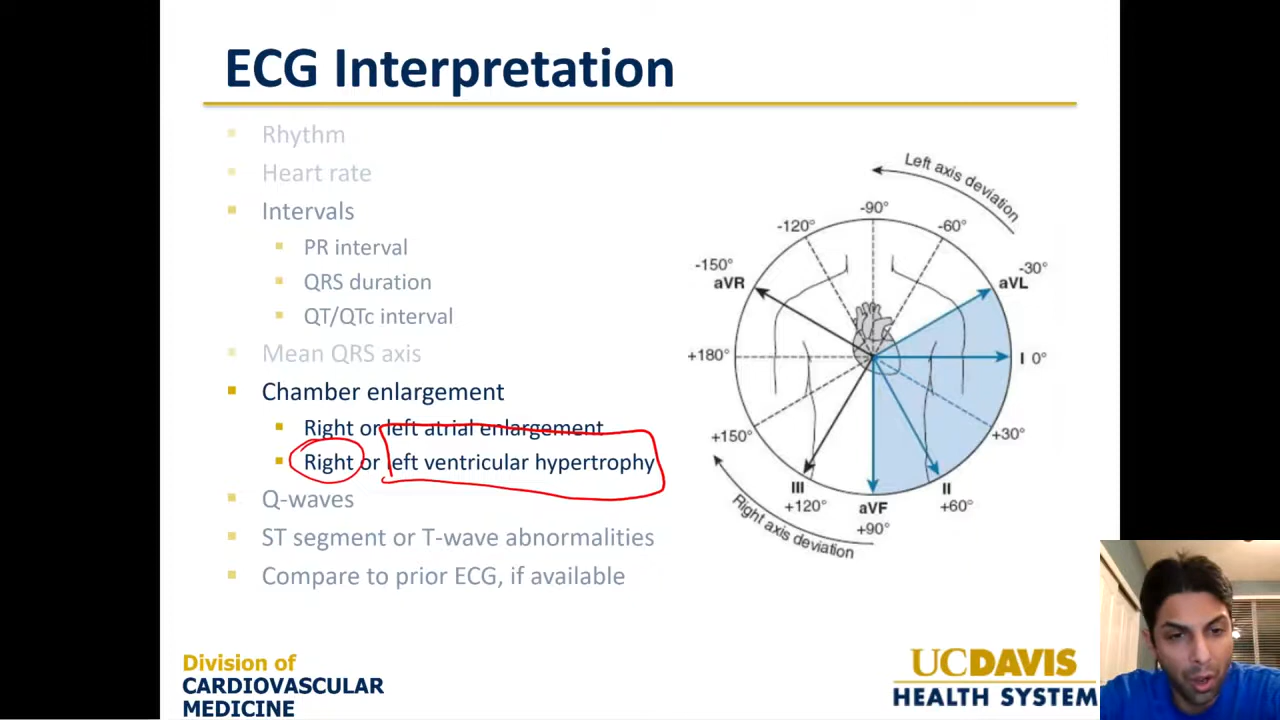 ECG Interpretation
Rhythm
Heart rate
Intervals
PR interval
QRS duration
QT/QTc interval
Mean QRS axis
Chamber enlargement
Right or left atrial enlargement
Right or left ventricular hypertrophy
Q-waves
ST segment or T-wave abnormalities
Compare to prior ECG, if available
Left axis deviation
-90°
-120°
-60°
-150°
aVR
-30°
aVL
+180°
I 0°
+150°
+30°
III
+120°
aVF
+90°
II
+60°
Right axis deviation
Division of
CARDIOVASCULAR
MEDICINE
UCDAVIS
HEALTH SYSTEM